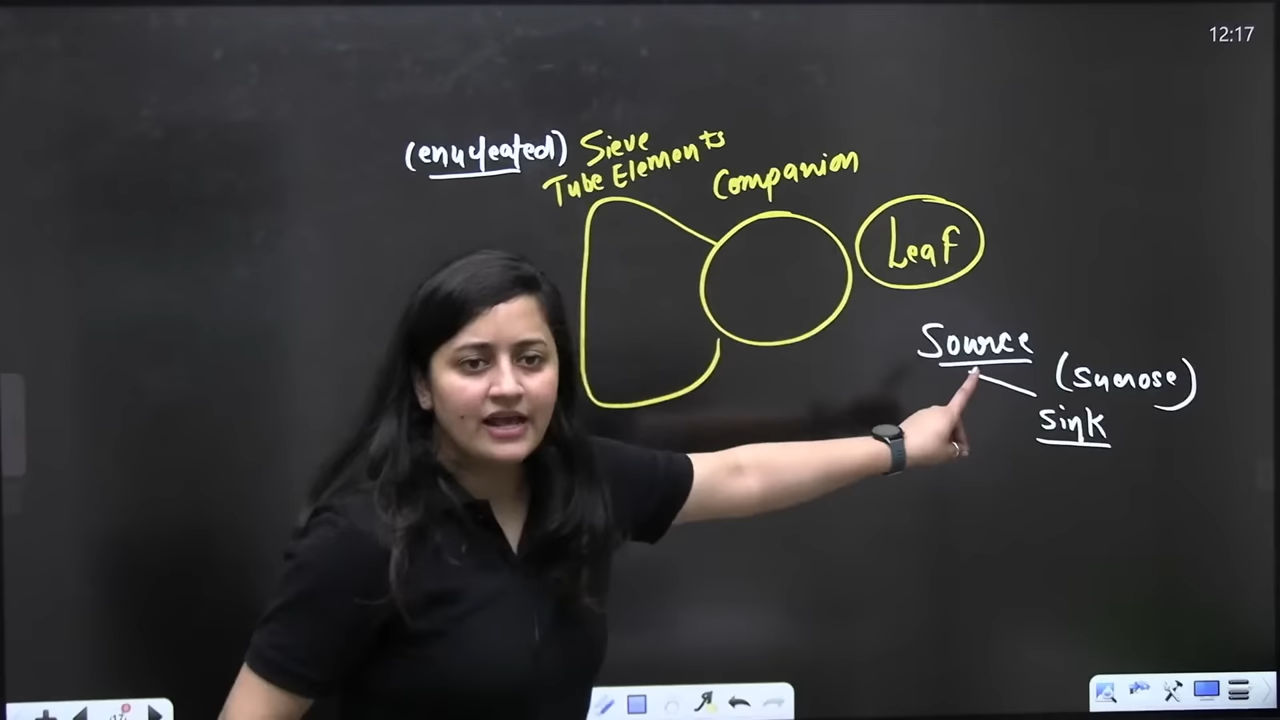 12:17
(enucleated) Sieve
Tube Elements
Companion
Leaf
Source
(sucrose)
sink